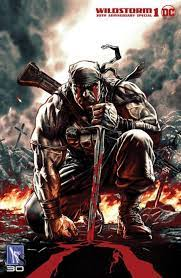 WILDSTORM 1
30TH ANNIVERSARY SPECIAL
DC
30